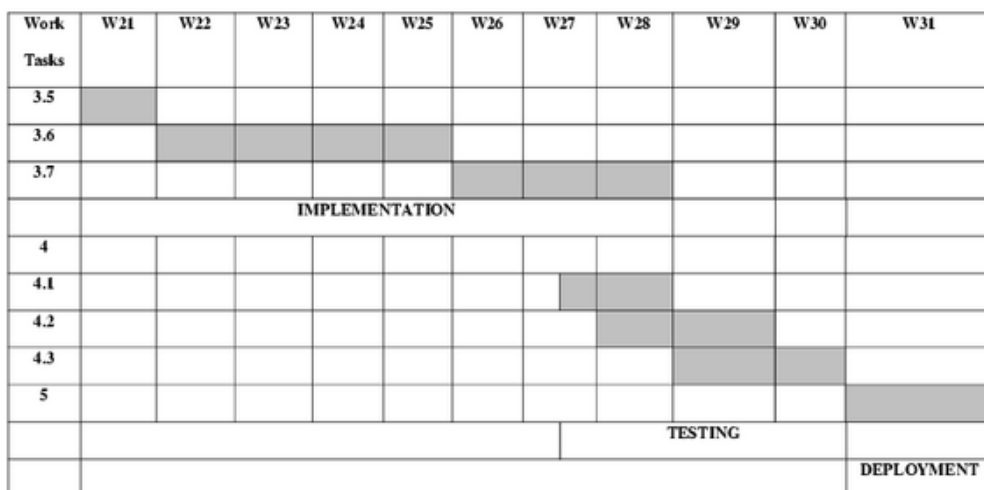 Work Tasks W21 W22 W23 W24 W25 W26 W27 W28 W29 W30 W31
3.5
3.6
3.7
IMPLEMENTATION
4
4.1
4.2
4.3
5
TESTING
DEPLOYMENT